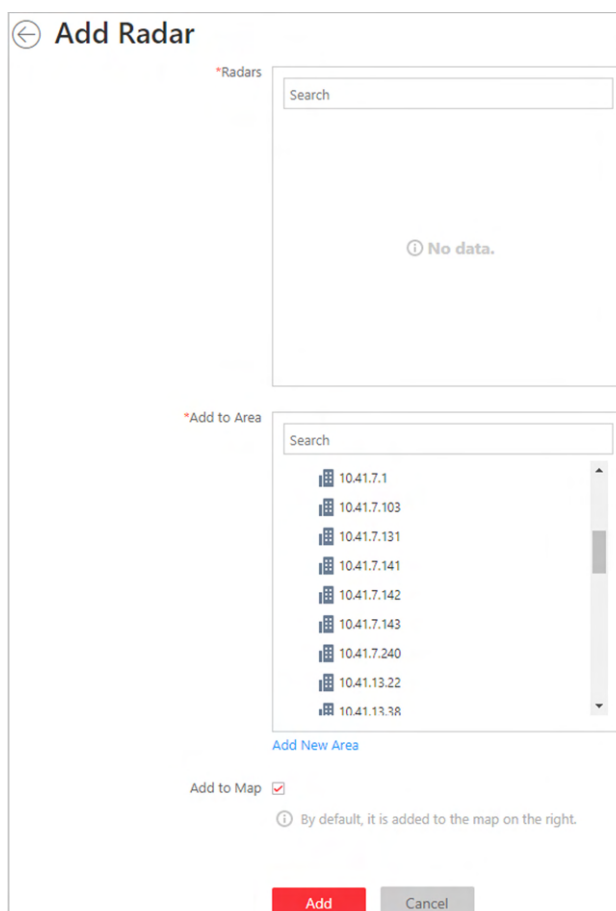 Add Radar
*Radars
Search
No data.
*Add to Area
Search
10.41.7.1
10.41.7.103
10.41.7.131
10.41.7.141
10.41.7.142
10.41.7.143
10.41.7.240
10.41.13.22
10.41.13.38
Add New Area
Add to Map
By default, it is added to the map on the right.
Add Cancel